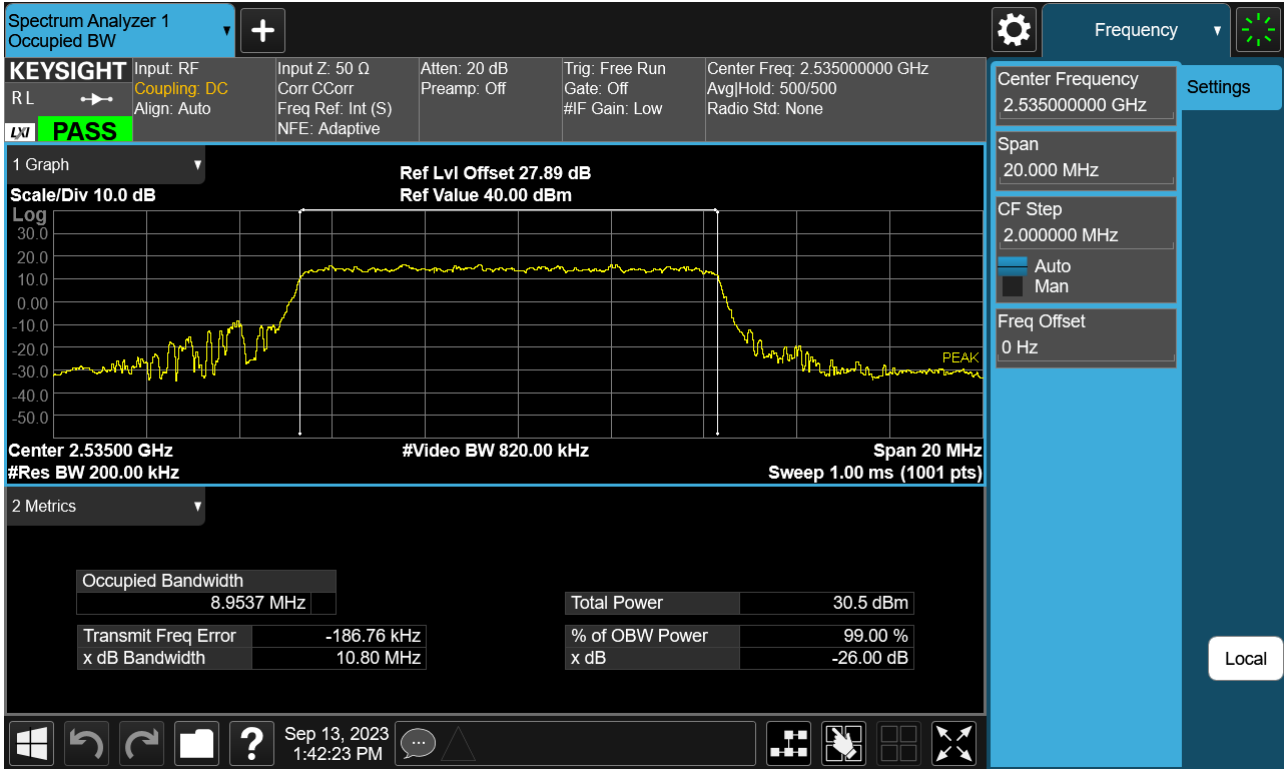 Spectrum Analyzer 1
Occupied BW
Frequency
KEYSIGHT
R L
LXI PASS
Input: RF
Coupling: DC
Align: Auto
Input Z: 50 Ω
Corr CCorr
Freq Ref: Int (S)
NFE: Adaptive
Atten: 20 dB
Preamp: Off
Trig: Free Run
Gate: Off
#IF Gain: Low
Center Freq: 2.535000000 GHz
Avg|Hold: 500/500
Radio Std: None
Center Frequency
2.535000000 GHz
Settings
Span
20.000 MHz
CF Step
2.000000 MHz
Auto
Man
Freq Offset
0 Hz
Local
1 Graph
Ref Lvl Offset 27.89 dB
Scale/Div 10.0 dB
Ref Value 40.00 dBm
Log
30.0
20.0
10.0
0.00
-10.0
-20.0
-30.0
-40.0
-50.0
PEAK
Center 2.53500 GHz
#Video BW 820.00 kHz
Span 20 MHz
#Res BW 200.00 kHz
Sweep 1.00 ms (1001 pts)
2 Metrics
Occupied Bandwidth
8.9537 MHz
Total Power 30.5 dBm
Transmit Freq Error -186.76 kHz
% of OBW Power 99.00 %
x dB Bandwidth 10.80 MHz
x dB -26.00 dB
?
Sep 13, 2023
1:42:23 PM